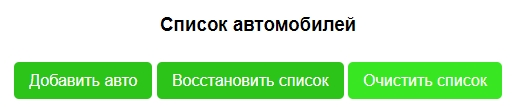 Список автомобилей
Добавить авто Восстановить список Очистить список